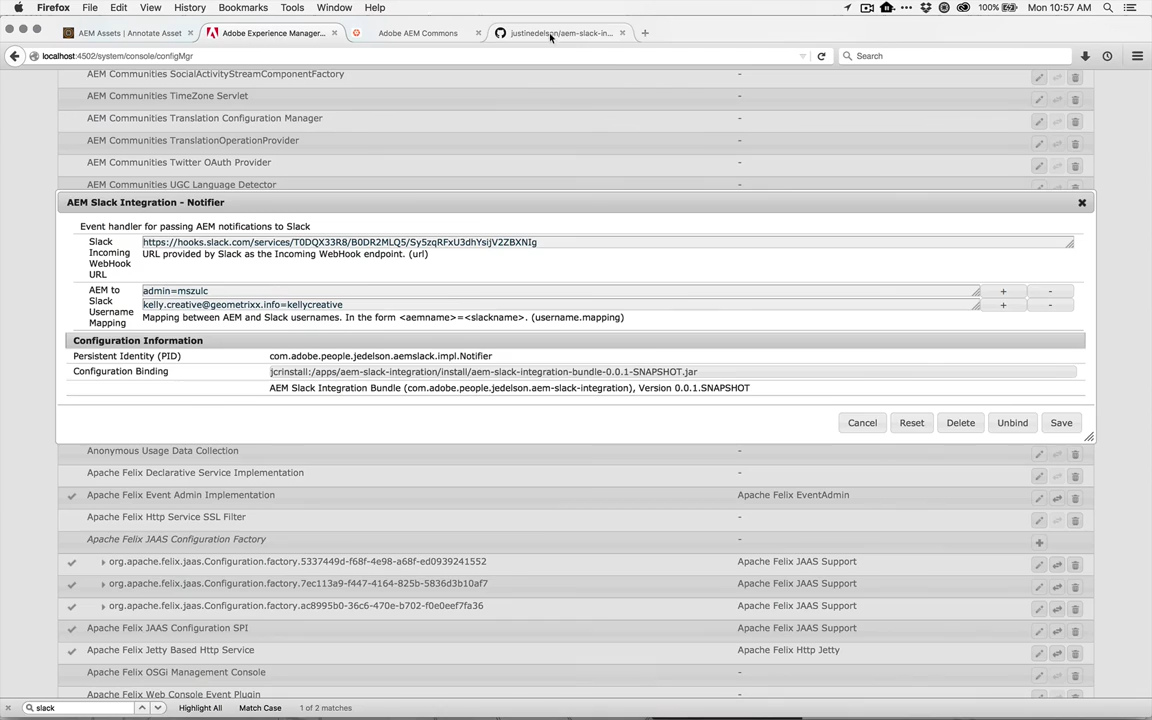 Firefox File Edit View History Bookmarks Tools Window Help 100% Mon 10:57 AM
AEM Assets | Annotate Asset Adobe Experience Manager... Adobe AEM Commons justinedelson/aem-slack-in...
localhost:4502/system/console/configMgr Search
AEM Communities SocialActivityStreamComponentFactory -
AEM Communities TimeZone Servlet -
AEM Communities Translation Configuration Manager -
AEM Communities TranslationOperationProvider -
AEM Communities Twitter OAuth Provider -
AEM Communities UGC Language Detector -
AEM Slack Integration - Notifier
Event handler for passing AEM notifications to Slack
Slack Incoming WebHook URL
https://hooks.slack.com/services/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
URL provided by Slack as the Incoming WebHook endpoint. (url)
AEM to Slack Username Mapping
admin=mszulc + -
kelly.creative@geometrixx.info=kellycreative + -
Mapping between AEM and Slack usernames. In the form <aemname>=<slackname>. (username.mapping)
Configuration Information
Persistent Identity (PID) com.adobe.people.jedelson.aemslack.impl.Notifier
Configuration Binding jcrinstall:/apps/aem-slack-integration/install/aem-slack-integration-bundle-0.0.1-SNAPSHOT.jar
AEM Slack Integration Bundle (com.adobe.people.jedelson.aem-slack-integration), Version 0.0.1.SNAPSHOT
Cancel Reset Delete Unbind Save
Anonymous Usage Data Collection -
Apache Felix Declarative Service Implementation -
Apache Felix Event Admin Implementation Apache Felix EventAdmin
Apache Felix Http Service SSL Filter -
Apache Felix JAAS Configuration Factory -
org.apache.felix.jaas.Configuration.factory.5337449d-f68f-4e98-a68f-ed0939241552 Apache Felix JAAS Support
org.apache.felix.jaas.Configuration.factory.7ec113a9-f447-4164-825b-5836d3b10af7 Apache Felix JAAS Support
org.apache.felix.jaas.Configuration.factory.ac8995b0-36c6-470e-b702-f0e0eef7fa36 Apache Felix JAAS Support
Apache Felix JAAS Configuration SPI Apache Felix JAAS Support
Apache Felix Jetty Based Http Service Apache Felix Http Jetty
Apache Felix OSGi Management Console -
Apache Felix Web Console Event Plugin -
slack Highlight All Match Case 1 of 2 matches